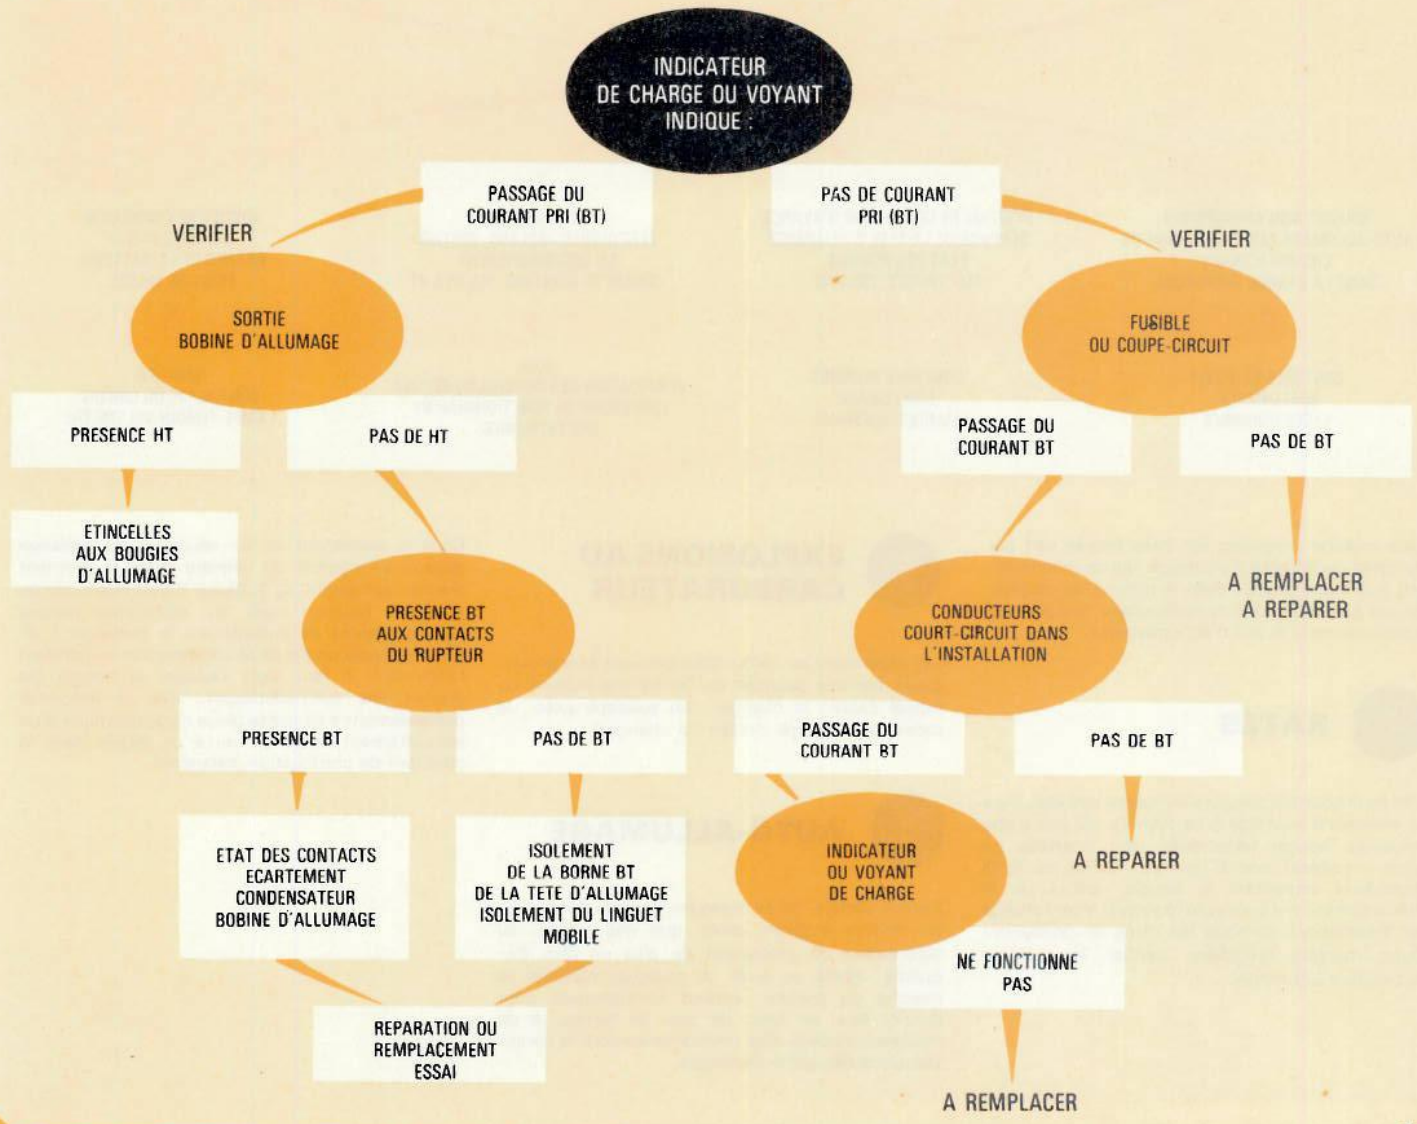 INDICATEUR
DE CHARGE OU VOYANT
INDIQUE :
PASSAGE DU
COURANT PRI (BT)
PAS DE COURANT
PRI (BT)
VERIFIER
VERIFIER
SORTIE
BOBINE D'ALLUMAGE
FUSIBLE
OU COUPE-CIRCUIT
PRESENCE HT
PAS DE HT
PASSAGE DU
COURANT BT
PAS DE BT
ETINCELLES
AUX BOUGIES
D'ALLUMAGE
A REMPLACER
A REPARER
PRESENCE BT
AUX CONTACTS
DU RUPTEUR
CONDUCTEURS
COURT-CIRCUIT DANS
L'INSTALLATION
PRESENCE BT
PAS DE BT
PASSAGE DU
COURANT BT
PAS DE BT
ETAT DES CONTACTS
ECARTEMENT
CONDENSATEUR
BOBINE D'ALLUMAGE
ISOLEMENT
DE LA BORNE BT
DE LA TETE D'ALLUMAGE
ISOLEMENT DU LINGUET
MOBILE
INDICATEUR
OU VOYANT
DE CHARGE
A REPARER
NE FONCTIONNE
PAS
REPARATION OU
REMPLACEMENT
ESSAI
A REMPLACER